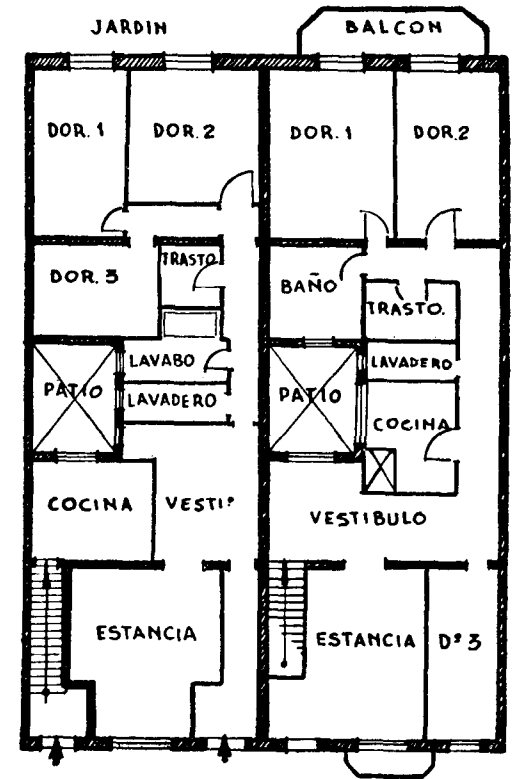 JARDIN
BALCON
DOR. 1
DOR. 2
DOR. 1
DOR. 2
DOR. 3
TRASTO
BAÑO
TRASTO.
LAVABO
LAVADERO
PATIO
LAVADERO
PATIO
COCINA
COCINA
VESTIº
VESTIBULO
ESTANCIA
ESTANCIA
Dº 3